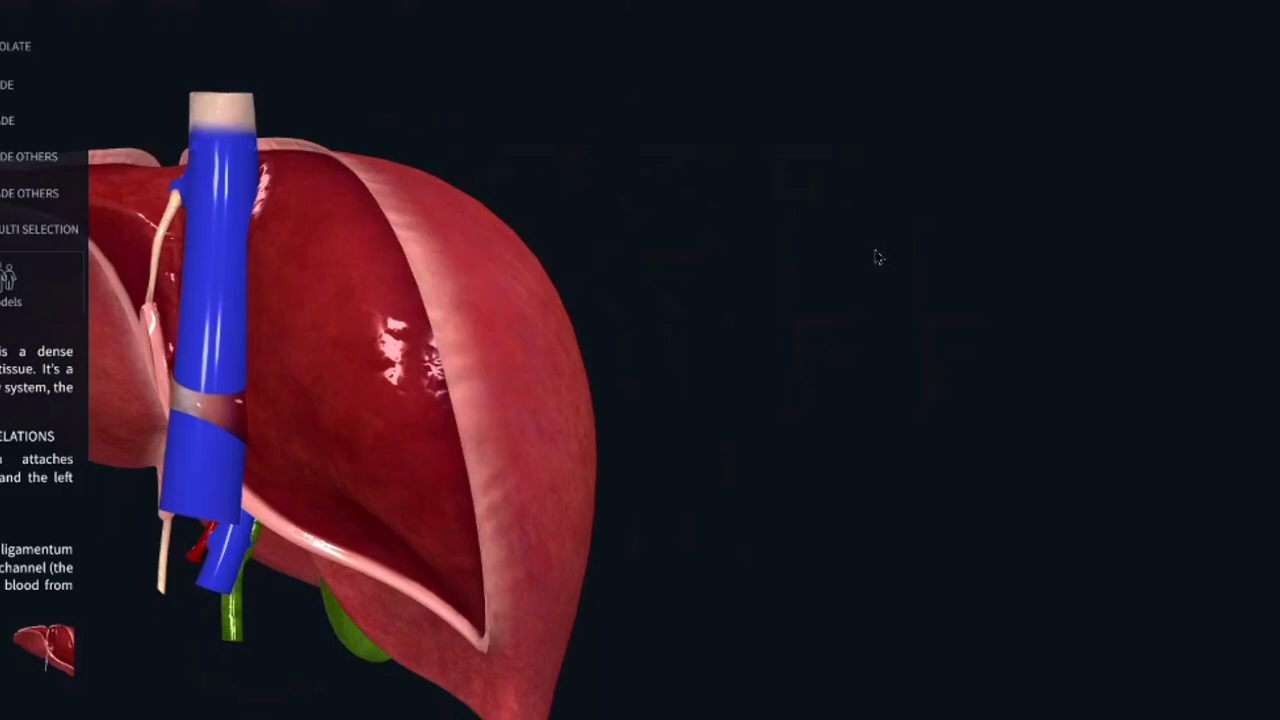 OLATE
DE
DE
DE OTHERS
DE OTHERS
ULTI SELECTION
dels
is a dense
tissue. It's a
system, the
ELATIONS
attaches
and the left
ligamentum
channel (the
blood from